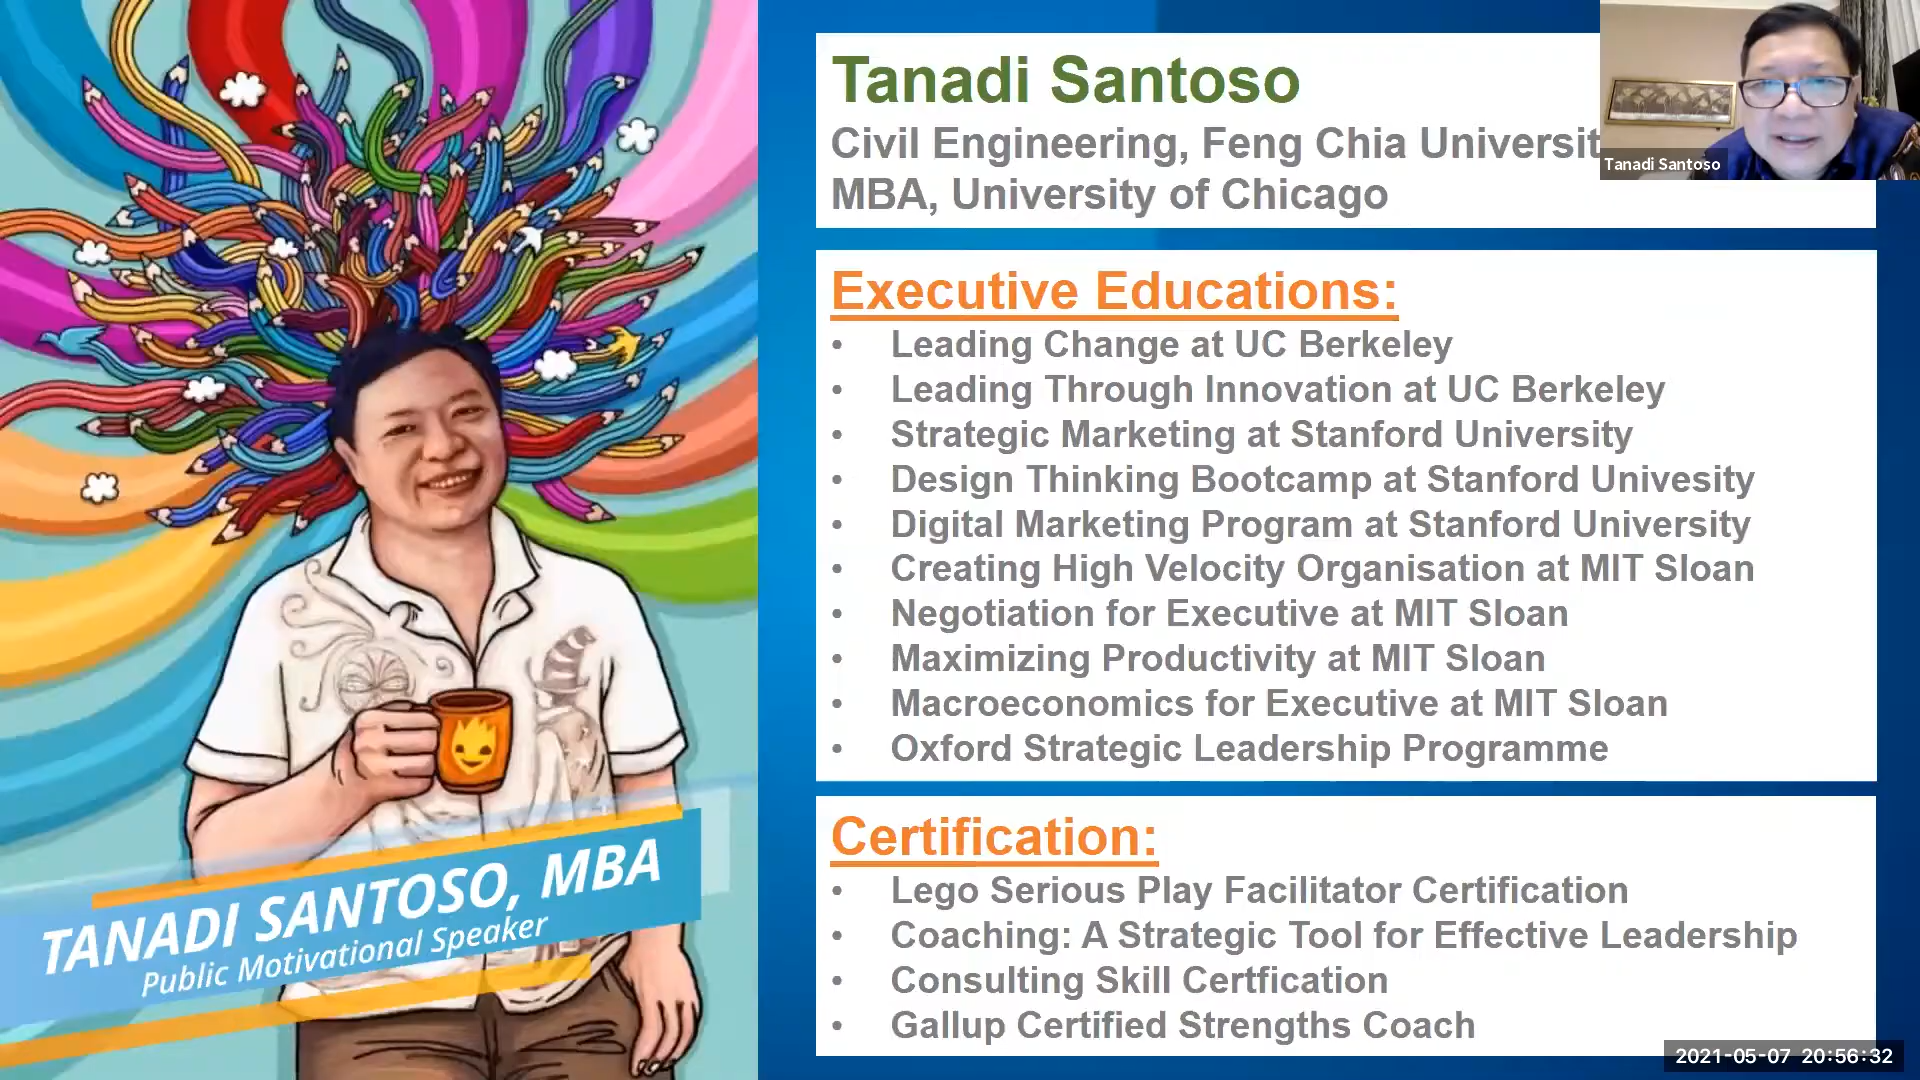 Tanadi Santoso
Civil Engineering, Feng Chia Universit
MBA, University of Chicago
Tanadi Santoso
Executive Educations:
• Leading Change at UC Berkeley
• Leading Through Innovation at UC Berkeley
• Strategic Marketing at Stanford University
• Design Thinking Bootcamp at Stanford Univesity
• Digital Marketing Program at Stanford University
• Creating High Velocity Organisation at MIT Sloan
• Negotiation for Executive at MIT Sloan
• Maximizing Productivity at MIT Sloan
• Macroeconomics for Executive at MIT Sloan
• Oxford Strategic Leadership Programme
Certification:
• Lego Serious Play Facilitator Certification
• Coaching: A Strategic Tool for Effective Leadership
• Consulting Skill Certfication
• Gallup Certified Strengths Coach
TANADI SANTOSO, MBA
Public Motivational Speaker
2021-05-07 20:56:32